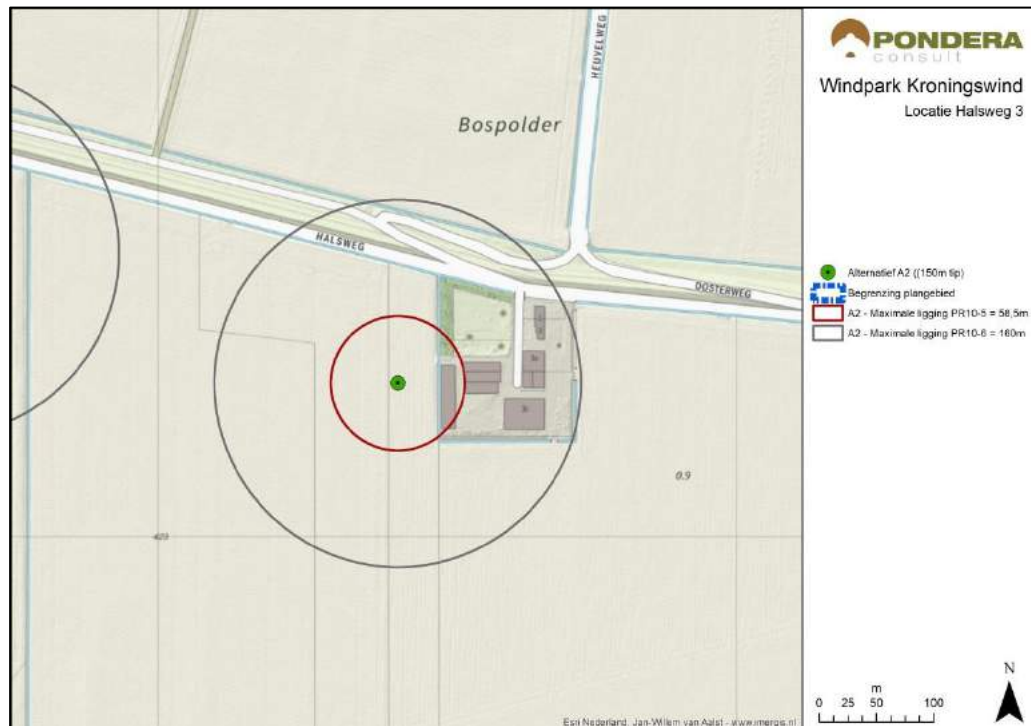 PONDERA
consult
Windpark Kroningswind
Locatie Halsweg 3
HEUVELWEG
Bospolder
HALSWEG
OOSTERWEG
Alternatief A2 ((150m tip)
Begrenzing plangebied
A2 - Maximale ligging PR10-5 = 58,5m
A2 - Maximale ligging PR10-6 = 160m
0.9
N
m
0 25 50 100
Esri Nederland, Jan-Willem van Aalst - www.imergis.nl